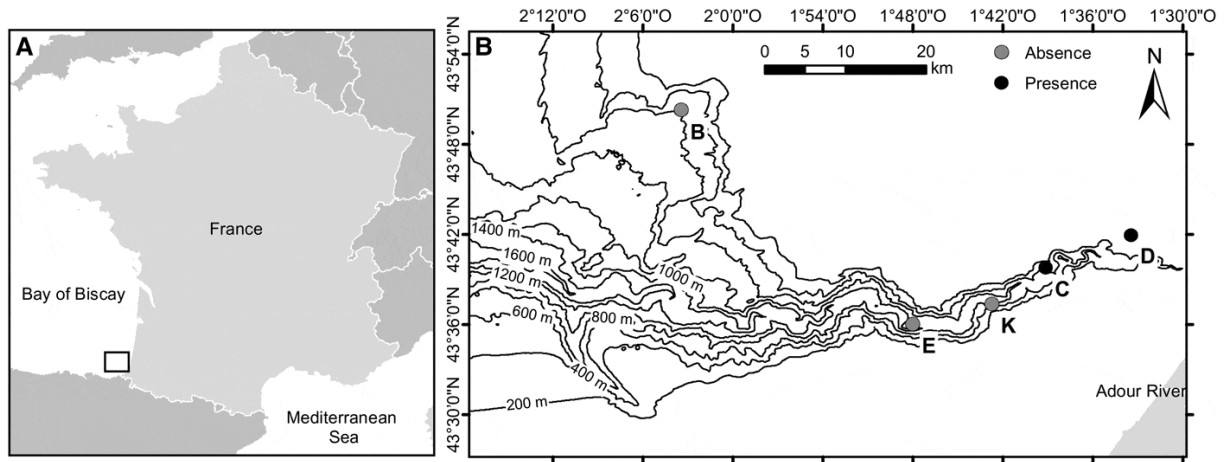 A
France
Bay of Biscay
Mediterranean
Sea
B
2°12'0"O 2°6'0"O 2°0'0"O 1°54'0"O 1°48'0"O 1°42'0"O 1°36'0"O 1°30'0"O
43°54'0"N
43°48'0"N
43°42'0"N
43°36'0"N
43°30'0"N
0 5 10 20
km
Absence
Presence
N
B
D
C
K
E
1400 m
1600 m
1200 m
1000 m
600 m
800 m
400 m
200 m
Adour River